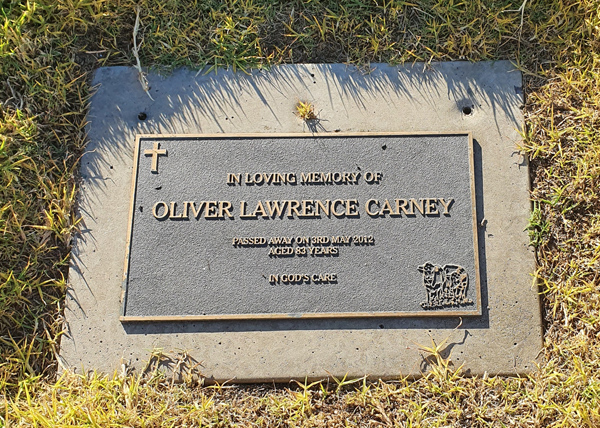 IN LOVING MEMORY OF
OLIVER LAWRENCE CARNEY
PASSED AWAY ON 3RD MAY 2012
AGED 83 YEARS
IN GOD'S CARE